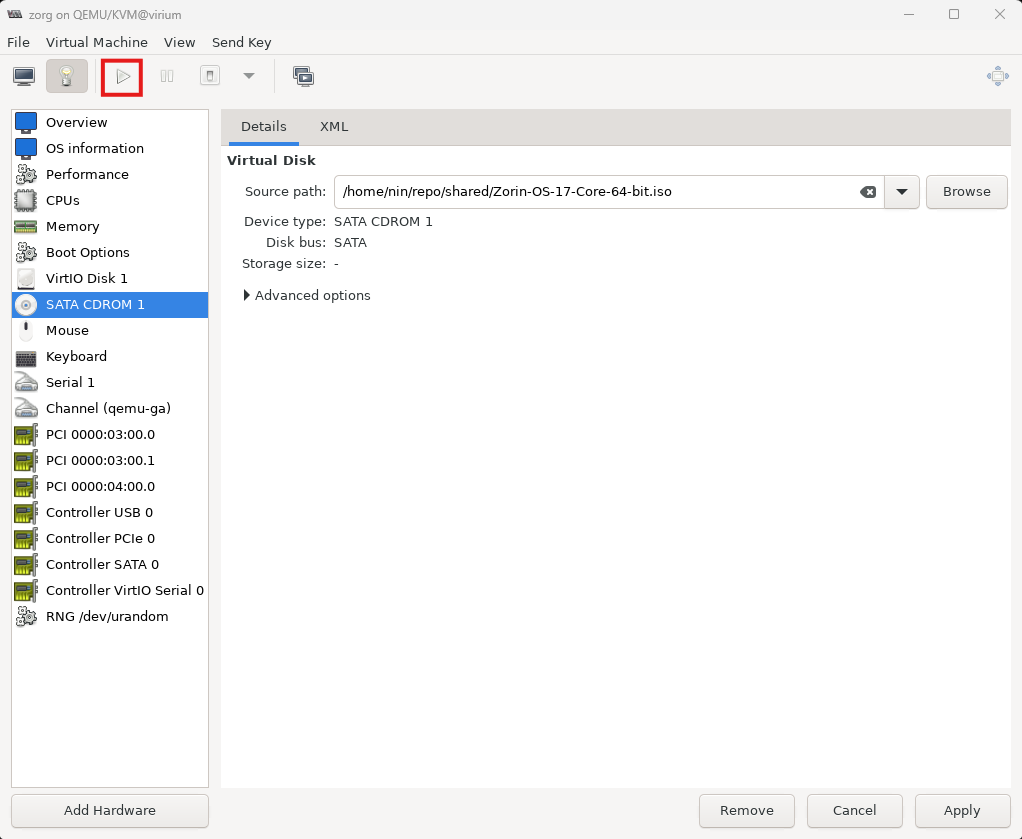 zorg on QEMU/KVM@virium
File Virtual Machine View Send Key
Overview
OS information
Performance
CPUs
Memory
Boot Options
VirtIO Disk 1
SATA CDROM 1
Mouse
Keyboard
Serial 1
Channel (qemu-ga)
PCI 0000:03:00.0
PCI 0000:03:00.1
PCI 0000:04:00.0
Controller USB 0
Controller PCIe 0
Controller SATA 0
Controller VirtIO Serial 0
RNG /dev/urandom
Add Hardware
Details XML
Virtual Disk
Source path: /home/nin/repo/shared/Zorin-OS-17-Core-64-bit.iso Browse
Device type: SATA CDROM 1
Disk bus: SATA
Storage size: -
Advanced options
Remove Cancel Apply